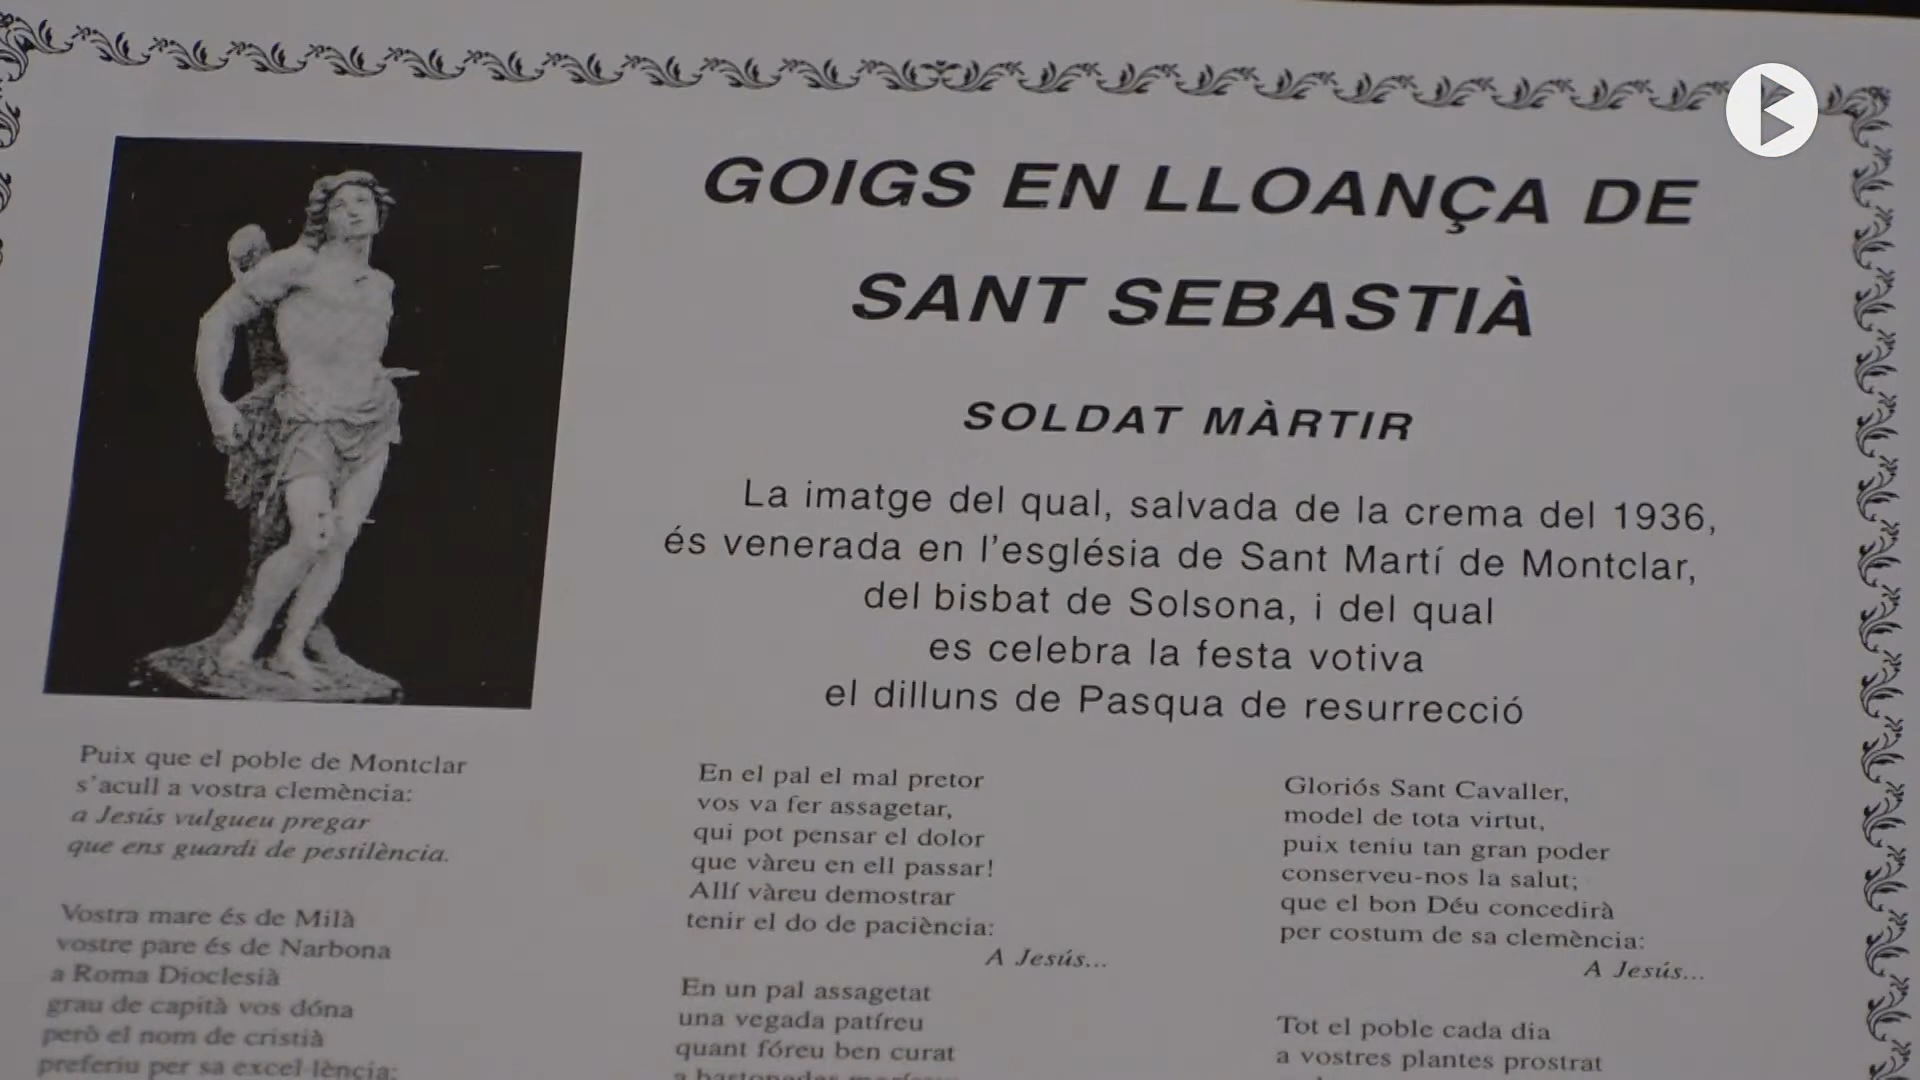 GOIGS EN LLOANÇA DE
SANT SEBASTIÀ
SOLDAT MÀRTIR
La imatge del qual, salvada de la crema del 1936,
és venerada en l'església de Sant Martí de Montclar,
del bisbat de Solsona, i del qual
es celebra la festa votiva
el dilluns de Pasqua de resurrecció
Puix que el poble de Montclar
s'acull a vostra clemència:
a Jesús vulgueu pregar
que ens guardi de pestilència.
Vostra mare és de Milà
vostre pare és de Narbona
a Roma Dioclesià
grau de capità vos dóna
però el nom de cristià
preferiu per sa excel·lència:
En el pal el mal pretor
vos va fer assagetar,
qui pot pensar el dolor
que vàreu en ell passar!
Allí vàreu demostrar
tenir el do de paciència:
A Jesús...
En un pal assagetat
una vegada patíreu
quant fóreu ben curat
Gloriós Sant Cavaller,
model de tota virtut,
puix teniu tan gran poder
conserveu-nos la salut;
que el bon Déu concedirà
per costum de sa clemència:
A Jesús...
Tot el poble cada dia
a vostres plantes prostrat